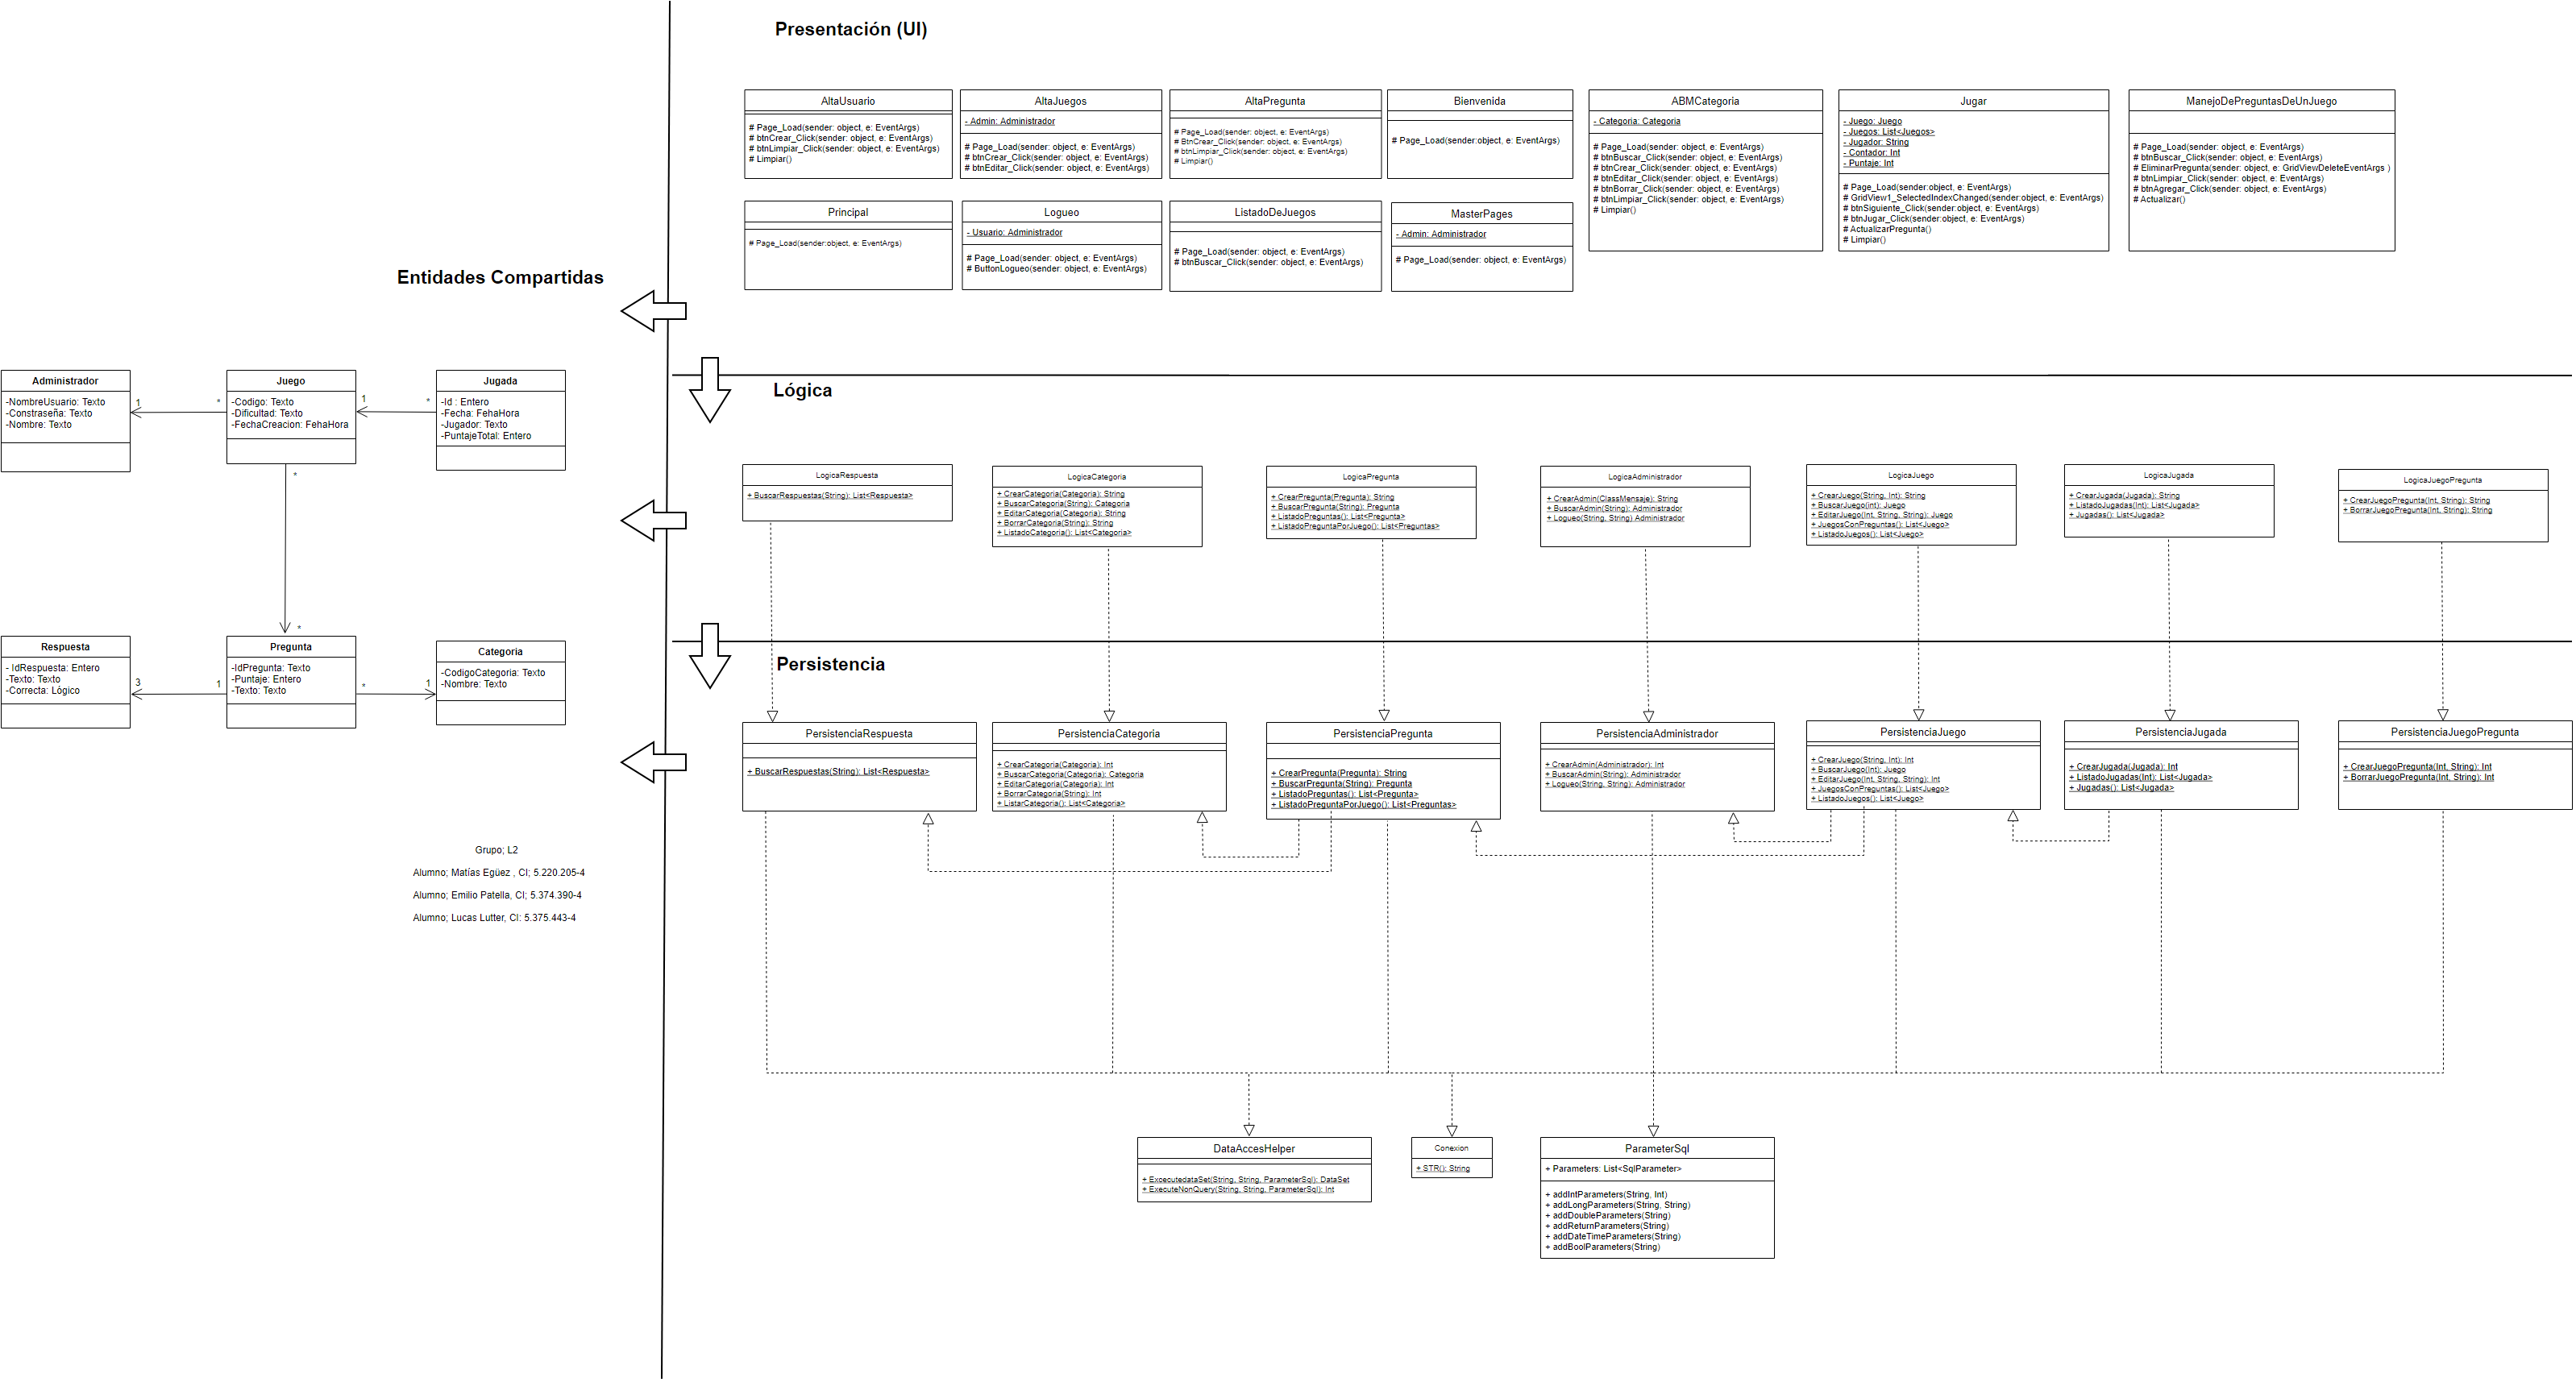 Presentación (UI)
AltaUsuario
# Page_Load(sender: object, e: EventArgs)
# btnCrear_Click(sender: object, e: EventArgs)
# btnLimpiar_Click(sender: object, e: EventArgs)
# Limpiar()
AltaJuegos
- Admin: Administrador
# Page_Load(sender: object, e: EventArgs)
# btnCrear_Click(sender: object, e: EventArgs)
# btnEditar_Click(sender: object, e: EventArgs)
AltaPregunta
# Page_Load(sender: object, e: EventArgs)
# BtnCrear_Click(sender: object, e: EventArgs)
# btnLimpiar_Click(sender: object, e: EventArgs)
# Limpiar()
Bienvenida
# Page_Load(sender:object, e: EventArgs)
ABMCategoria
- Categoria: Categoria
# Page_Load(sender: object, e: EventArgs)
# btnBuscar_Click(sender: object, e: EventArgs)
# btnCrear_Click(sender: object, e: EventArgs)
# btnEditar_Click(sender: object, e: EventArgs)
# btnBorrar_Click(sender: object, e: EventArgs)
# btnLimpiar_Click(sender: object, e: EventArgs)
# Limpiar()
Jugar
- Juego: Juego
- Juegos: List<Juegos>
- Jugador: String
- Contador: Int
- Puntaje: Int
# Page_Load(sender:object, e: EventArgs)
# GridView1_SelectedIndexChanged(sender:object, e: EventArgs)
# btnSiguiente_Click(sender:object, e: EventArgs)
# btnJugar_Click(sender:object, e: EventArgs)
# ActualizarPregunta()
# Limpiar()
ManejoDePreguntasDeUnJuego
# Page_Load(sender: object, e: EventArgs)
# btnBuscar_Click(sender: object, e: EventArgs)
# EliminarPregunta(sender: object, e: GridViewDeleteEventArgs )
# btnLimpiar_Click(sender: object, e: EventArgs)
# btnAgregar_Click(sender: object, e: EventArgs)
# Actualizar()
Principal
# Page_Load(sender:object, e: EventArgs)
Logueo
- Usuario: Administrador
# Page_Load(sender: object, e: EventArgs)
# ButtonLogueo(sender: object, e: EventArgs)
ListadoDeJuegos
# Page_Load(sender: object, e: EventArgs)
# btnBuscar_Click(sender: object, e: EventArgs)
MasterPages
- Admin: Administrador
# Page_Load(sender: object, e: EventArgs)
Entidades Compartidas
Administrador
-NombreUsuario: Texto
-Constraseña: Texto
-Nombre: Texto
1
*
Juego
-Codigo: Texto
-Dificultad: Texto
-FechaCreacion: FehaHora
1
*
Jugada
-Id : Entero
-Fecha: FehaHora
-Jugador: Texto
-PuntajeTotal: Entero
*
*
Respuesta
- IdRespuesta: Entero
-Texto: Texto
-Correcta: Lògico
3
1
Pregunta
-IdPregunta: Texto
-Puntaje: Entero
-Texto: Texto
*
1
Categoria
-CodigoCategoria: Texto
-Nombre: Texto
Grupo; L2
Alumno; Matías Egüez , CI; 5.220.205-4
Alumno; Emilio Patella, CI; 5.374.390-4
Alumno; Lucas Lutter, CI: 5.375.443-4
Lógica
LogicaRespuesta
+ BuscarRespuestas(String): List<Respuesta>
LogicaCategoria
+ CrearCategoria(Categoria): String
+ BuscarCategoria(String): Categoria
+ EditarCategoria(Categoria): String
+ BorrarCategoria(String): String
+ ListadoCategoria(): List<Categoria>
LogicaPregunta
+ CrearPregunta(Pregunta): String
+ BuscarPregunta(String): Pregunta
+ ListadoPreguntas(): List<Pregunta>
+ ListadoPreguntaPorJuego(): List<Preguntas>
LogicaAdministrador
+ CrearAdmin(ClassMensaje): String
+ BuscarAdmin(String): Administrador
+ Logueo(String, String) Administrador
LogicaJuego
+ CrearJuego(String, Int): String
+ BuscarJuego(int): Juego
+ EditarJuego(Int, String, String): Juego
+ JuegosConPreguntas(): List<Juego>
+ ListadoJuegos(): List<Juego>
LogicaJugada
+ CrearJugada(Jugada): String
+ ListadoJugadas(Int): List<Jugada>
+ Jugadas(): List<Jugada>
LogicaJuegoPregunta
+ CrearJuegoPregunta(Int, String): String
+ BorrarJuegoPregunta(Int, String): String
Persistencia
PersistenciaRespuesta
+ BuscarRespuestas(String): List<Respuesta>
PersistenciaCategoria
+ CrearCategoria(Categoria): Int
+ BuscarCategoria(Categoria): Categoria
+ EditarCategoria(Categoria): Int
+ BorrarCategoria(String): Int
+ ListarCategoria(): List<Categoria>
PersistenciaPregunta
+ CrearPregunta(Pregunta): String
+ BuscarPregunta(String): Pregunta
+ ListadoPreguntas(): List<Pregunta>
+ ListadoPreguntaPorJuego(): List<Preguntas>
PersistenciaAdministrador
+ CrearAdmin(Administrador): Int
+ BuscarAdmin(String): Administrador
+ Logueo(String, String): Administrador
PersistenciaJuego
+ CrearJuego(String, Int): Int
+ BuscarJuego(Int): Juego
+ EditarJuego(Int, String, String): Int
+ JuegosConPreguntas(): List<Juego>
+ ListadoJuegos(): List<Juego>
PersistenciaJugada
+ CrearJugada(Jugada): Int
+ ListadoJugadas(Int): List<Jugada>
+ Jugadas(): List<Jugada>
PersistenciaJuegoPregunta
+ CrearJuegoPregunta(Int, String): Int
+ BorrarJuegoPregunta(Int, String): Int
DataAccesHelper
+ ExcecutedataSet(String, String, ParameterSql): DataSet
+ ExecuteNonQuery(String, String, ParameterSql): Int
Conexion
+ STR(): String
ParameterSql
+ Parameters: List<SqlParameter>
+ addIntParameters(String, Int)
+ addLongParameters(String, String)
+ addDoubleParameters(String)
+ addReturnParameters(String)
+ addDateTimeParameters(String)
+ addBoolParameters(String)